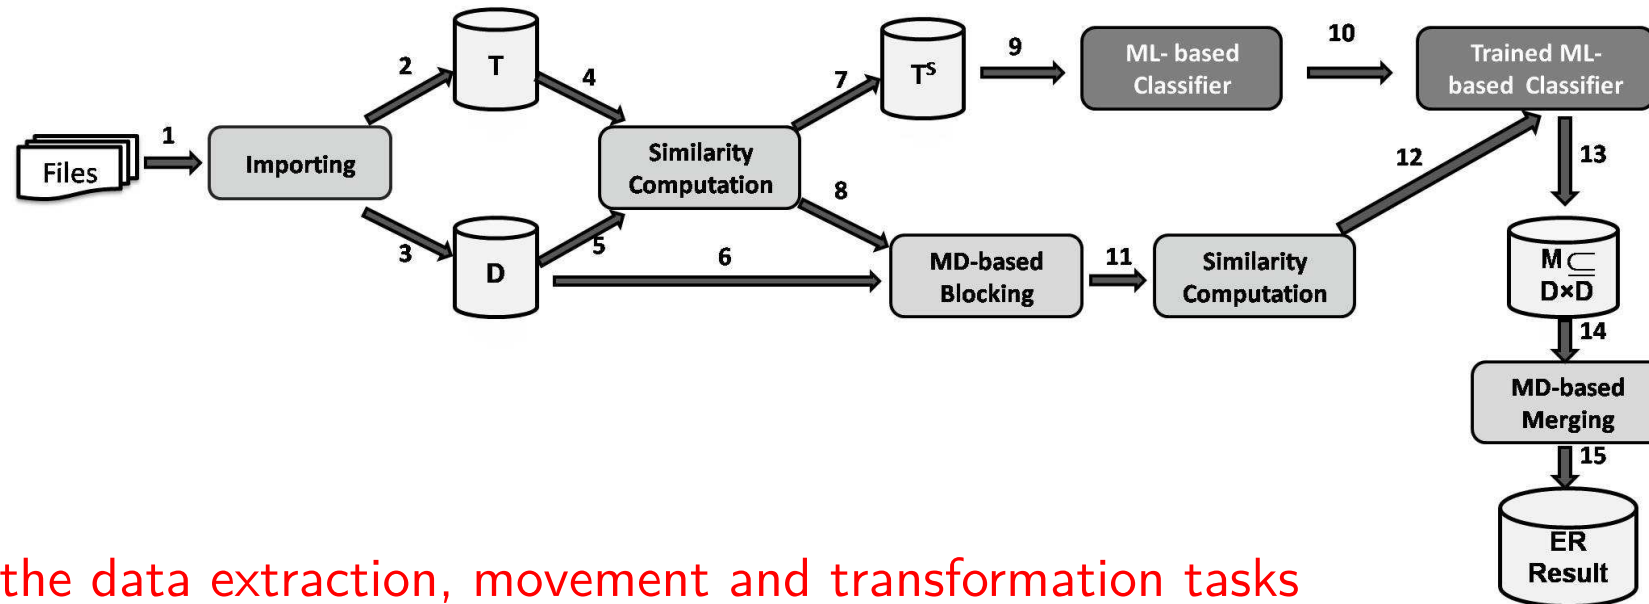 Files
1
Importing
2
3
T
D
4
5
6
Similarity
Computation
7
8
Tˢ
9
ML- based
Classifier
10
Trained ML-
based Classifier
MD-based
Blocking
11
Similarity
Computation
12
13
M ⊆
D×D
14
MD-based
Merging
15
ER
Result
the data extraction, movement and transformation tasks